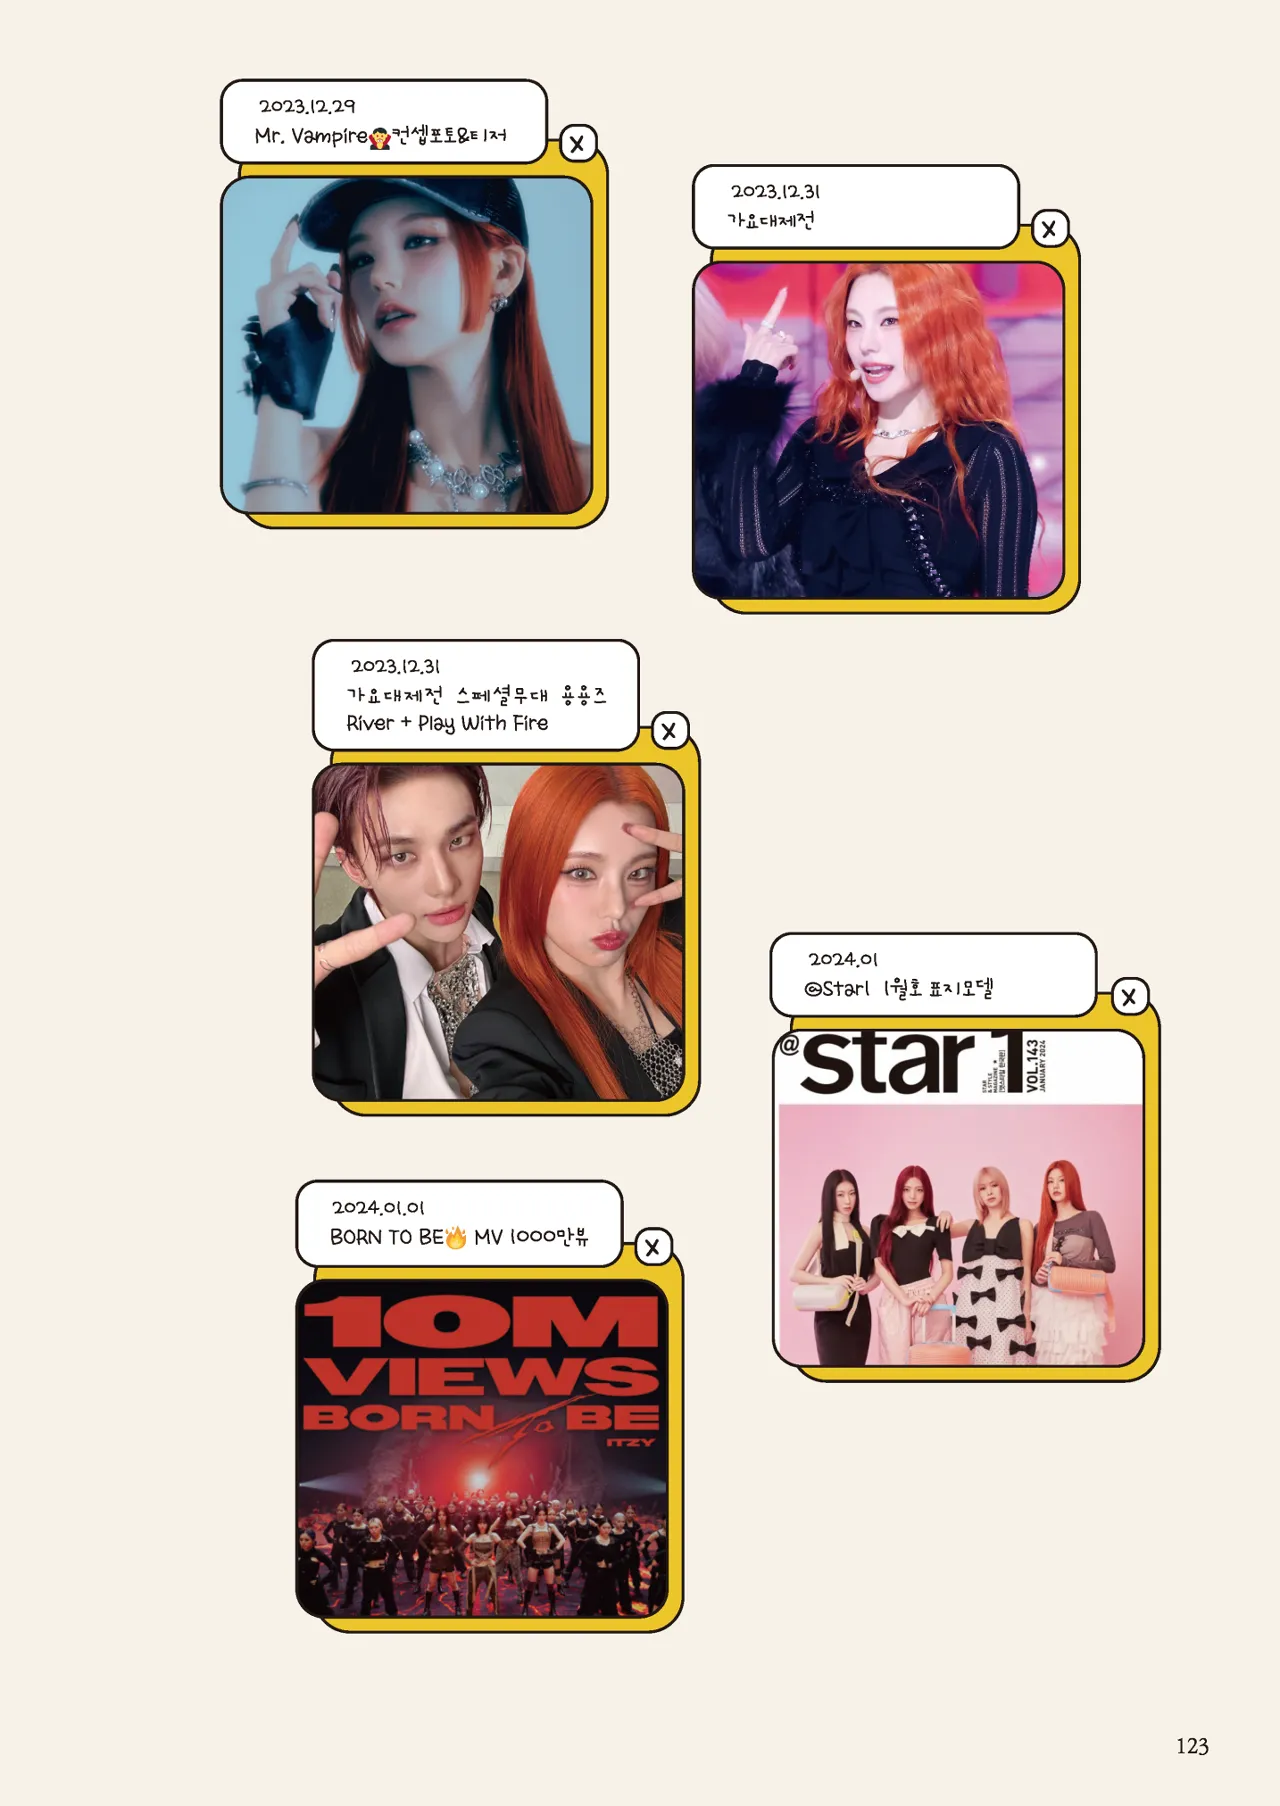 2023.12.29
Mr. Vampire🧛컨셉포토&티저
X
2023.12.31
가요대제전
X
2023.12.31
가요대제전 스페셜무대 용용즈
River + Play With Fire
X
2024.01
@Star1 1월호 표지모델
X
@star1
STAR
& STYLE
MAGAZINE
VOL.143
JANUARY 2024
2024.01.01
BORN TO BE🔥 MV 1000만뷰
X
10M
VIEWS
BORN To BE
ITZY
123